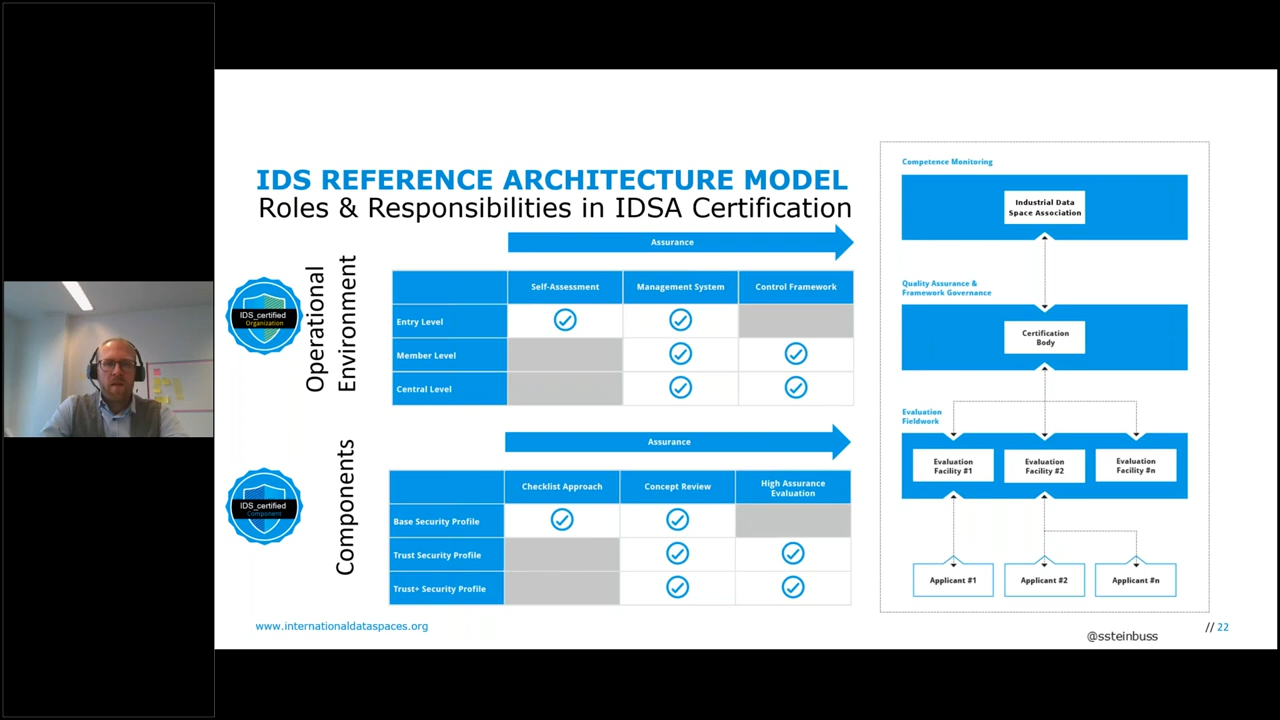 IDS REFERENCE ARCHITECTURE MODEL
Roles & Responsibilities in IDSA Certification
IDS_certified
Organization
Operational
Environment
Assurance
Self-Assessment
Management System
Control Framework
Entry Level
Member Level
Central Level
IDS_certified
Component
Components
Assurance
Checklist Approach
Concept Review
High Assurance
Evaluation
Base Security Profile
Trust Security Profile
Trust+ Security Profile
Competence Monitoring
Industrial Data
Space Association
Quality Assurance &
Framework Governance
Certification
Body
Evaluation
Fieldwork
Evaluation
Facility #1
Evaluation
Facility #2
Evaluation
Facility #n
Applicant #1
Applicant #2
Applicant #n
www.internationaldataspaces.org
// 22
@ssteinbuss